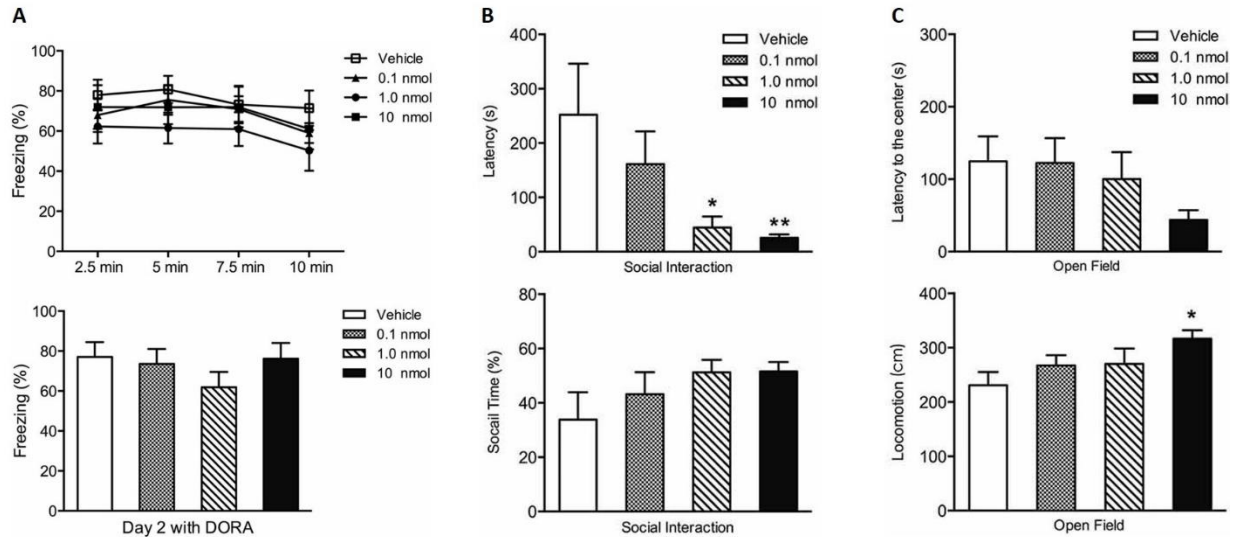 A
100
80
60
40
20
0
Freezing (%)
2.5 min 5 min 7.5 min 10 min
Vehicle
0.1 nmol
1.0 nmol
10 nmol
100
80
60
40
20
0
Freezing (%)
Day 2 with DORA
Vehicle
0.1 nmol
1.0 nmol
10 nmol
B
400
300
200
100
0
Latency (s)
Social Interaction
Vehicle
0.1 nmol
1.0 nmol
10 nmol
*
**
80
60
40
20
0
Socail Time (%)
Social Interaction
C
300
200
100
0
Latency to the center (s)
Open Field
Vehicle
0.1 nmol
1.0 nmol
10 nmol
400
300
200
100
0
Locomotion (cm)
Open Field
*